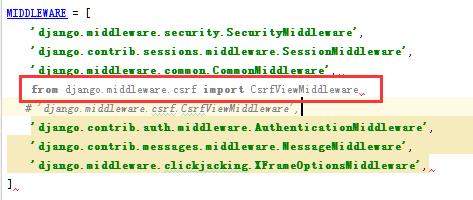 MIDDLEWARE = [
'django.middleware.security.SecurityMiddleware',
'django.contrib.sessions.middleware.SessionMiddleware',
'django.middleware.common.CommonMiddleware',
from django.middleware.csrf import CsrfViewMiddleware
# 'django.middleware.csrf.CsrfViewMiddleware',
'django.contrib.auth.middleware.AuthenticationMiddleware',
'django.contrib.messages.middleware.MessageMiddleware',
'django.middleware.clickjacking.XFrameOptionsMiddleware',
]